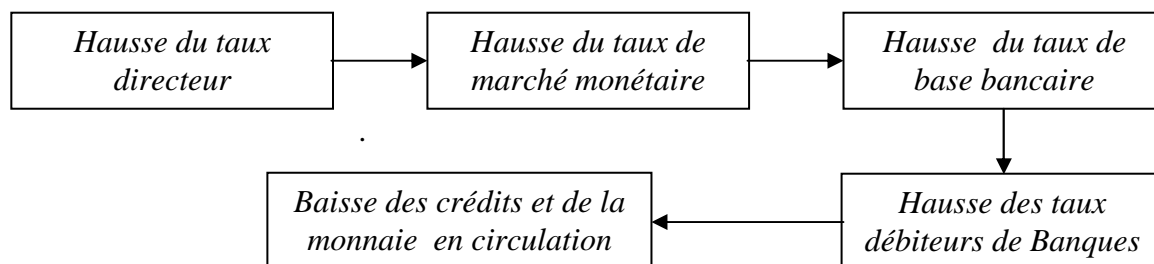 Hausse du taux
directeur
Hausse du taux de
marché monétaire
Hausse du taux de
base bancaire
.
Baisse des crédits et de la
monnaie en circulation
Hausse des taux
débiteurs de Banques